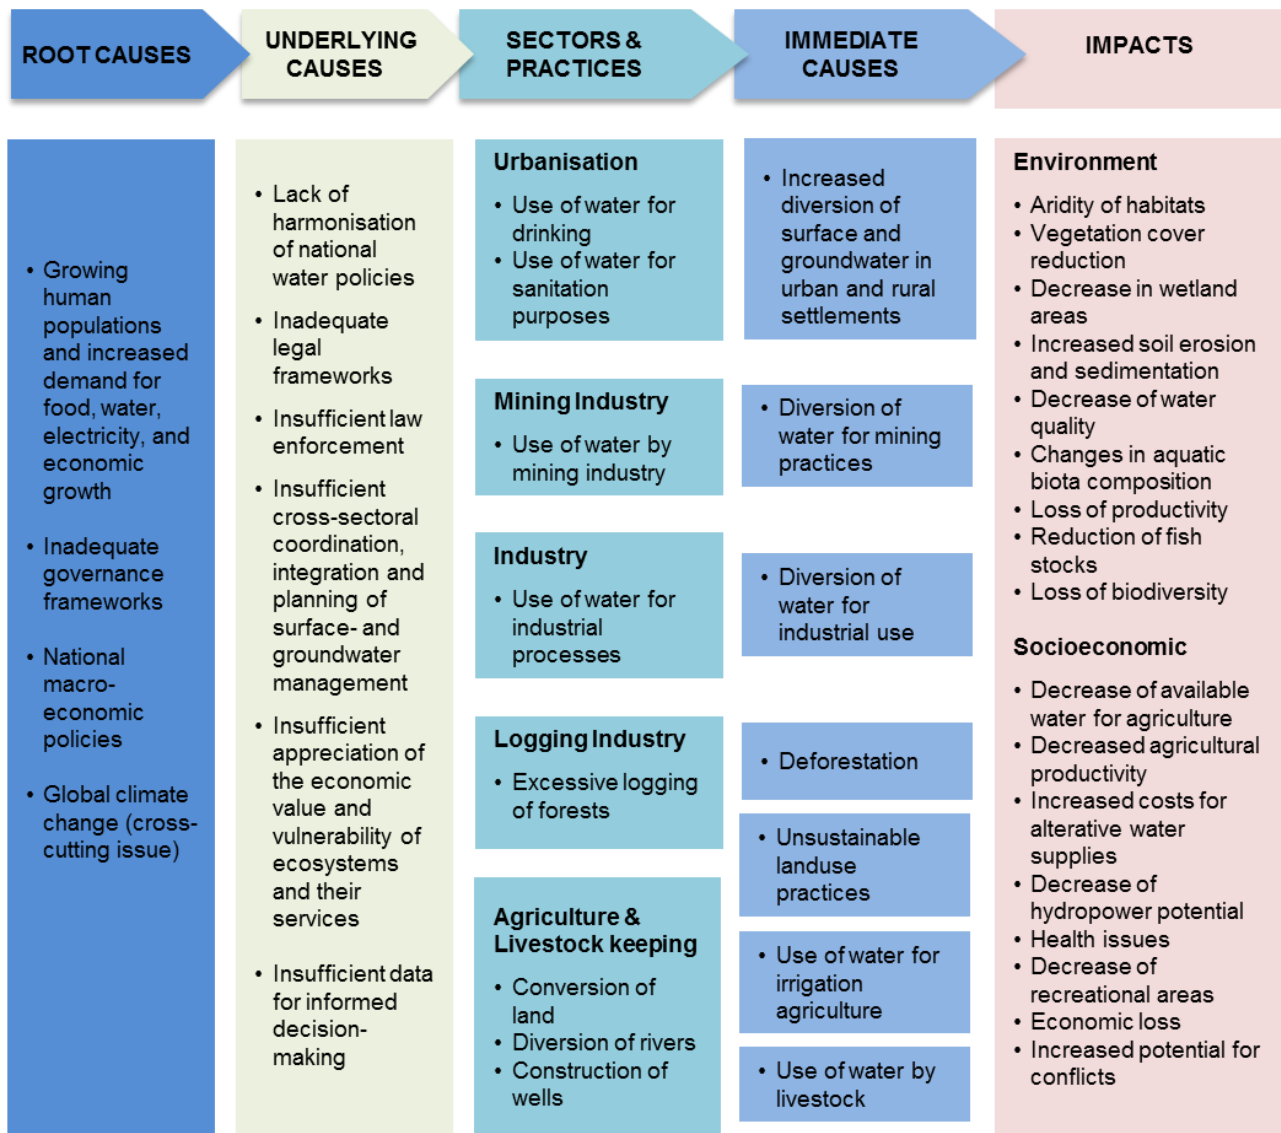 ROOT CAUSES
UNDERLYING
CAUSES
SECTORS &
PRACTICES
IMMEDIATE
CAUSES
IMPACTS
• Growing
human
populations
and increased
demand for
food, water,
electricity, and
economic
growth
• Inadequate
governance
frameworks
• National
macro-
economic
policies
• Global climate
change (cross-
cutting issue)
• Lack of
harmonisation
of national
water policies
• Inadequate
legal
frameworks
• Insufficient law
enforcement
• Insufficient
cross-sectoral
coordination,
integration and
planning of
surface- and
groundwater
management
• Insufficient
appreciation of
the economic
value and
vulnerability of
ecosystems
and their
services
• Insufficient data
for informed
decision-
making
Urbanisation
• Use of water for
drinking
• Use of water for
sanitation
purposes
Mining Industry
• Use of water by
mining industry
Industry
• Use of water for
industrial
processes
Logging Industry
• Excessive logging
of forests
Agriculture &
Livestock keeping
• Conversion of
land
• Diversion of rivers
• Construction of
wells
• Increased
diversion of
surface and
groundwater in
urban and rural
settlements
• Diversion of
water for mining
practices
• Diversion of
water for
industrial use
• Deforestation
• Unsustainable
landuse
practices
• Use of water for
irrigation
agriculture
• Use of water by
livestock
Environment
• Aridity of habitats
• Vegetation cover
reduction
• Decrease in wetland
areas
• Increased soil erosion
and sedimentation
• Decrease of water
quality
• Changes in aquatic
biota composition
• Loss of productivity
• Reduction of fish
stocks
• Loss of biodiversity
Socioeconomic
• Decrease of available
water for agriculture
• Decreased agricultural
productivity
• Increased costs for
alterative water
supplies
• Decrease of
hydropower potential
• Health issues
• Decrease of
recreational areas
• Economic loss
• Increased potential for
conflicts